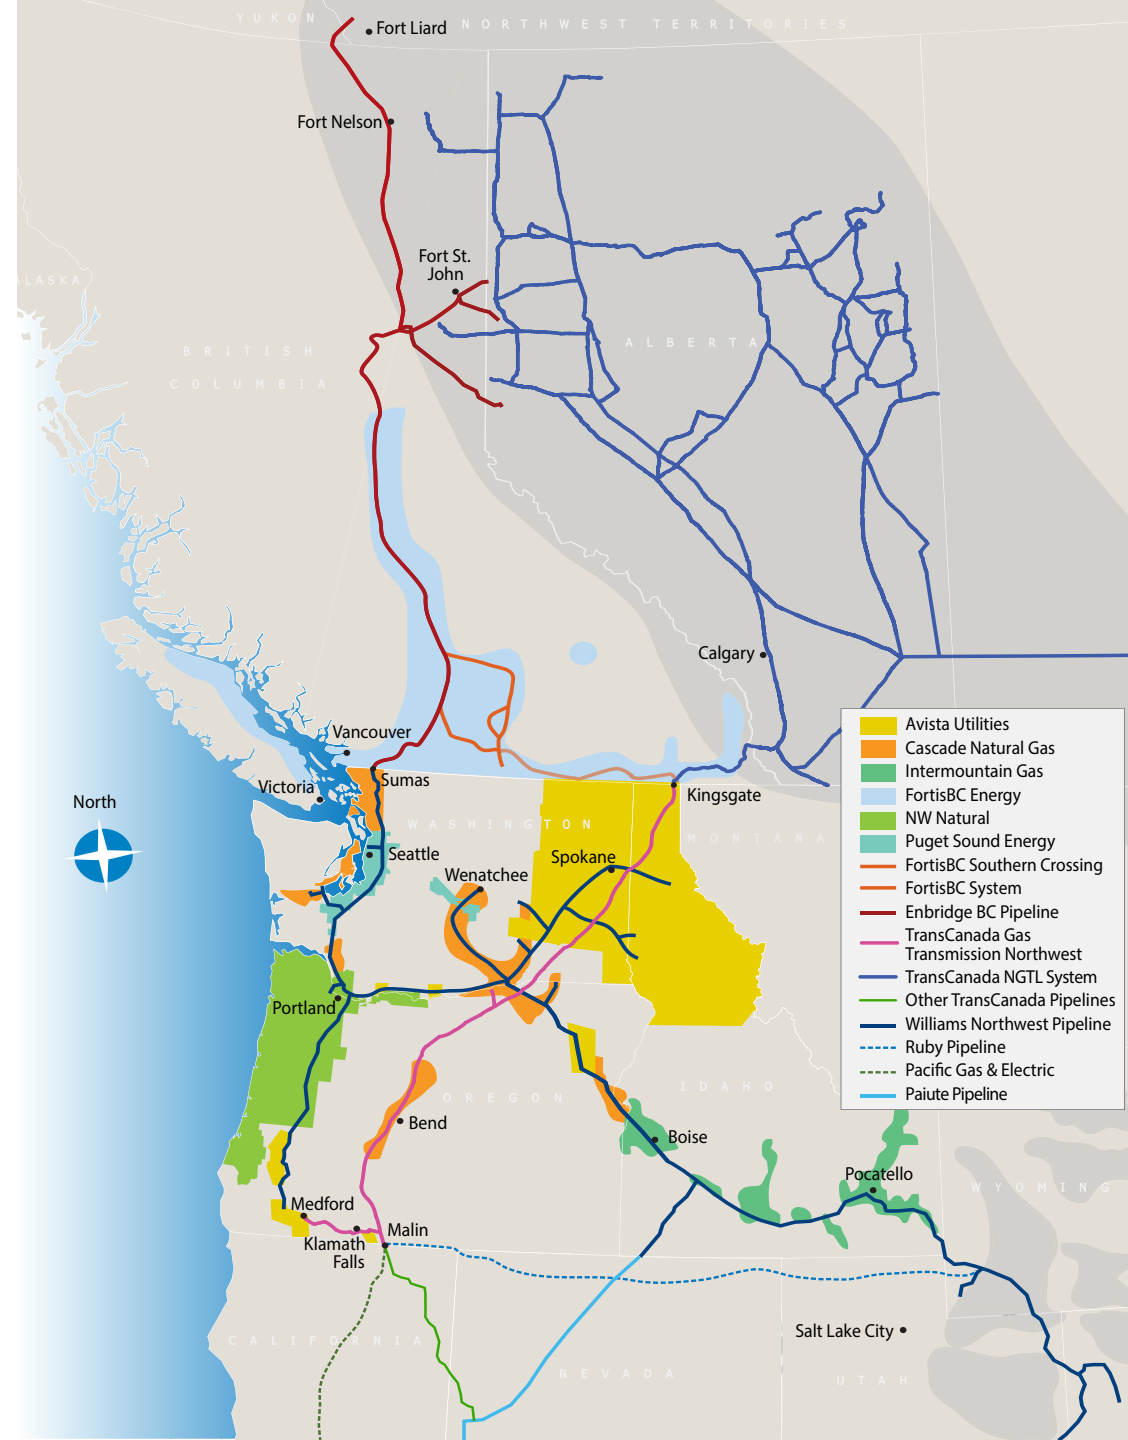 YUKON
NORTHWEST TERRITORIES
Fort Liard
Fort Nelson
Fort St.
John
ALASKA
BRITISH
COLUMBIA
ALBERTA
Calgary
Vancouver
Sumas
Victoria
Kingsgate
North
WASHINGTON
MONTANA
Seattle
Spokane
Wenatchee
Portland
OREGON
IDAHO
Bend
Boise
Pocatello
WYOMING
Medford
Malin
Klamath
Falls
Salt Lake City
CALIFORNIA
NEVADA
UTAH
Avista Utilities
Cascade Natural Gas
Intermountain Gas
FortisBC Energy
NW Natural
Puget Sound Energy
FortisBC Southern Crossing
FortisBC System
Enbridge BC Pipeline
TransCanada Gas
Transmission Northwest
TransCanada NGTL System
Other TransCanada Pipelines
Williams Northwest Pipeline
Ruby Pipeline
Pacific Gas & Electric
Paiute Pipeline